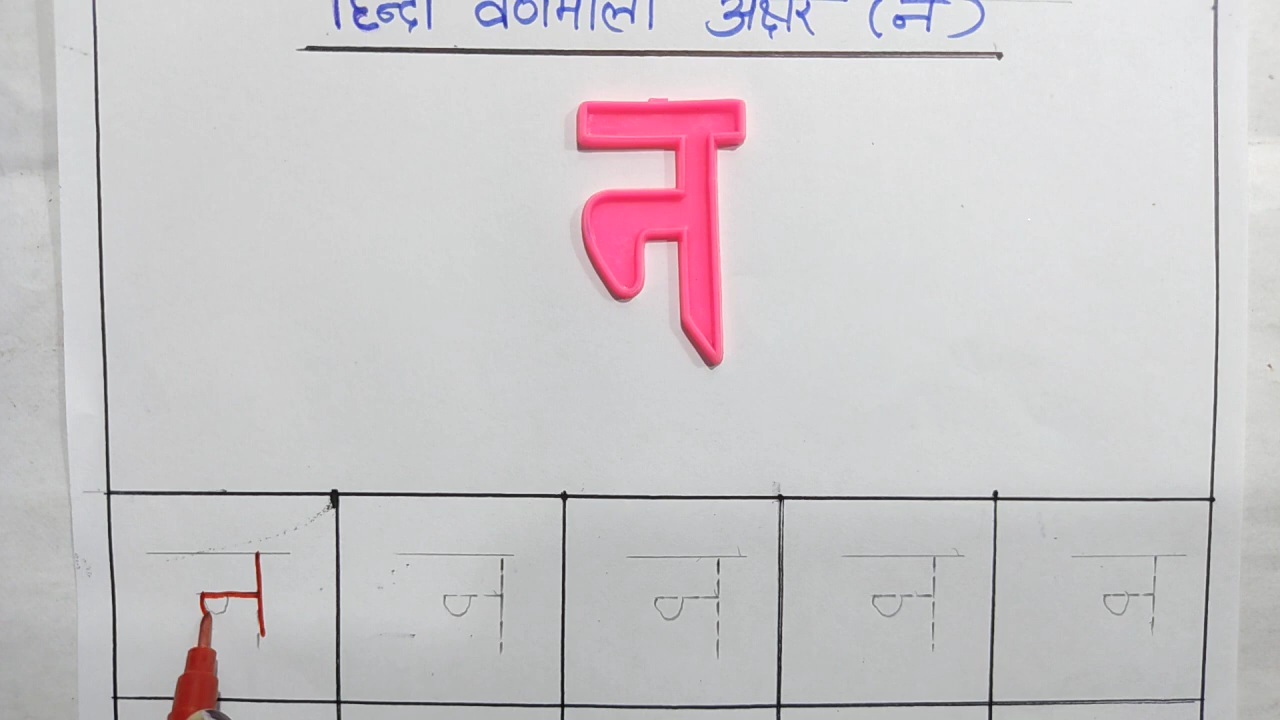 हिन्दी वर्णमाला अक्षर (न)
न
न न न न न